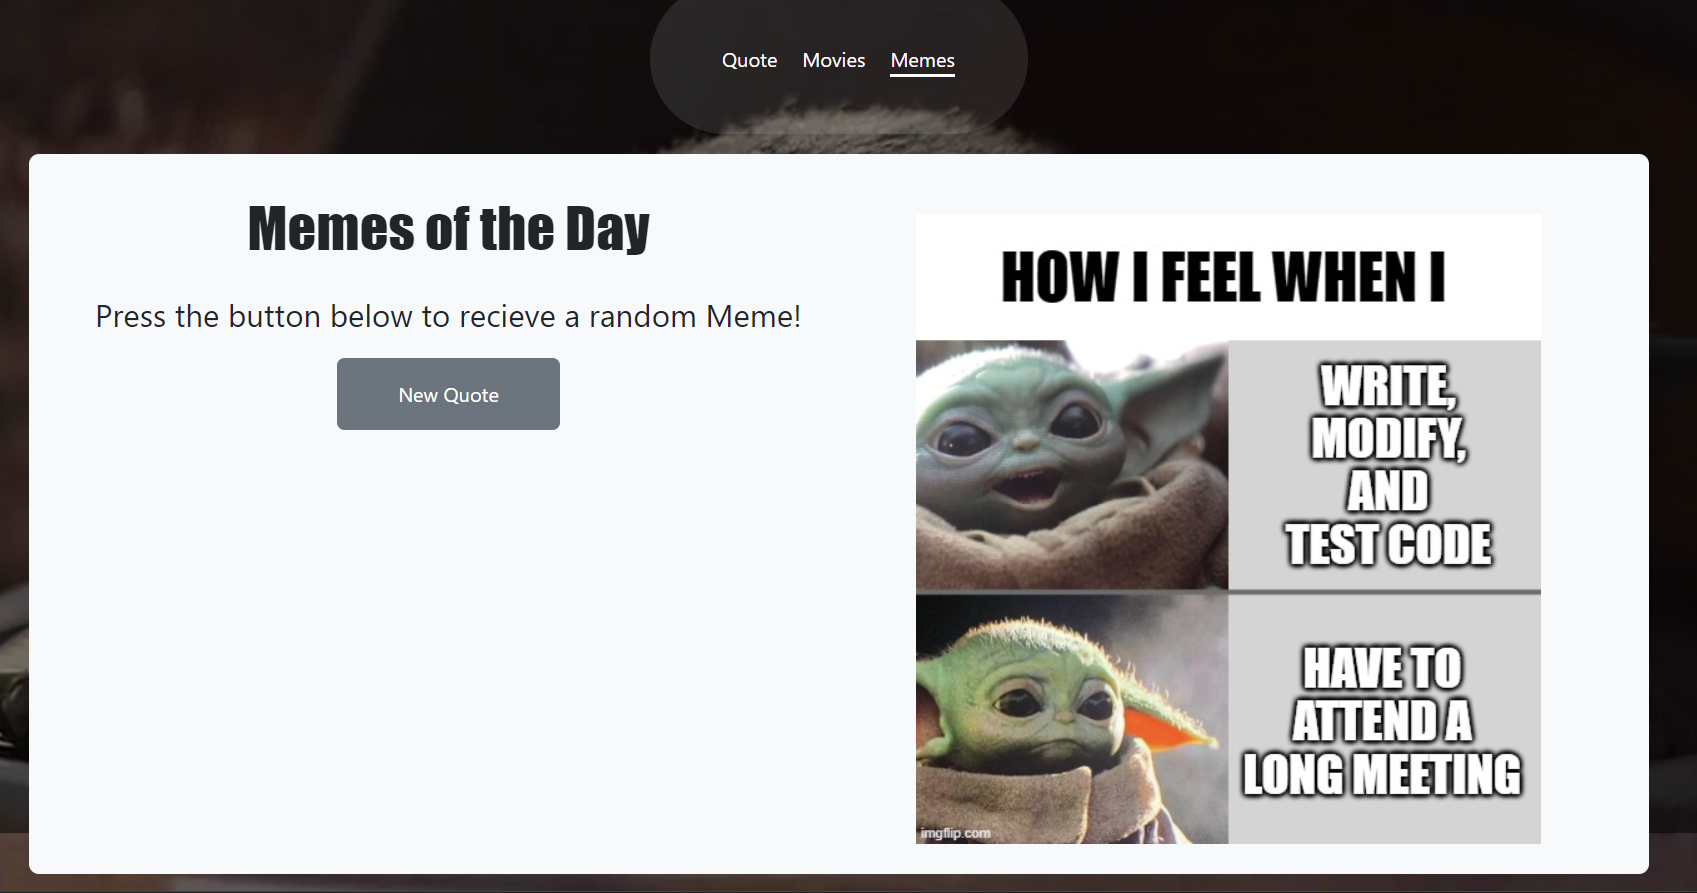 Quote Movies Memes
Memes of the Day
Press the button below to recieve a random Meme!
New Quote
HOW I FEEL WHEN I
WRITE,
MODIFY,
AND
TEST CODE
HAVE TO
ATTEND A
LONG MEETING
imgflip.com